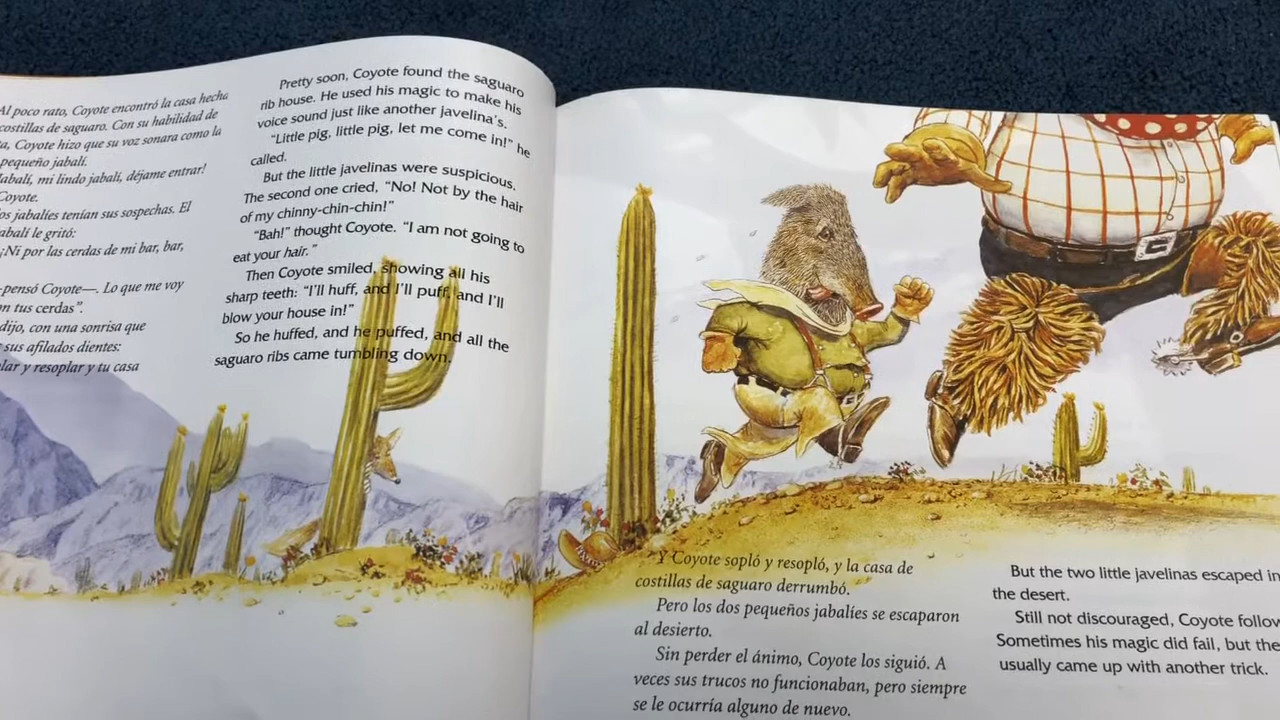 Al poco rato, Coyote encontró la casa hecha
costillas de saguaro. Con su habilidad de
Coyote hizo que su voz sonara como la
pequeño jabalí.
jabalí, mi lindo jabalí, déjame entrar!
Coyote.
jabalíes tenían sus sospechas. El
jabalí le gritó:
¡Ni por las cerdas de mi bar, bar,
pensó Coyote—. Lo que me voy
tus cerdas”.
dijo, con una sonrisa que
sus afilados dientes:
y resoplar y tu casa
Pretty soon, Coyote found the saguaro
rib house. He used his magic to make his
voice sound just like another javelina's.
“Little pig, little pig, let me come in!” he
called.
But the little javelinas were suspicious.
The second one cried, “No! Not by the hair
of my chinny-chin-chin!”
“Bah!” thought Coyote. “I am not going to
eat your hair.”
Then Coyote smiled, showing all his
sharp teeth: “I'll huff, and I'll puff, and I'll
blow your house in!”
So he huffed, and he puffed, and all the
saguaro ribs came tumbling down.
Y Coyote sopló y resopló, y la casa de
costillas de saguaro derrumbó.
Pero los dos pequeños jabalíes se escaparon
al desierto.
Sin perder el ánimo, Coyote los siguió. A
veces sus trucos no funcionaban, pero siempre
se le ocurría alguno de nuevo.
But the two little javelinas escaped in
the desert.
Still not discouraged, Coyote follow
Sometimes his magic did fail, but the
usually came up with another trick.